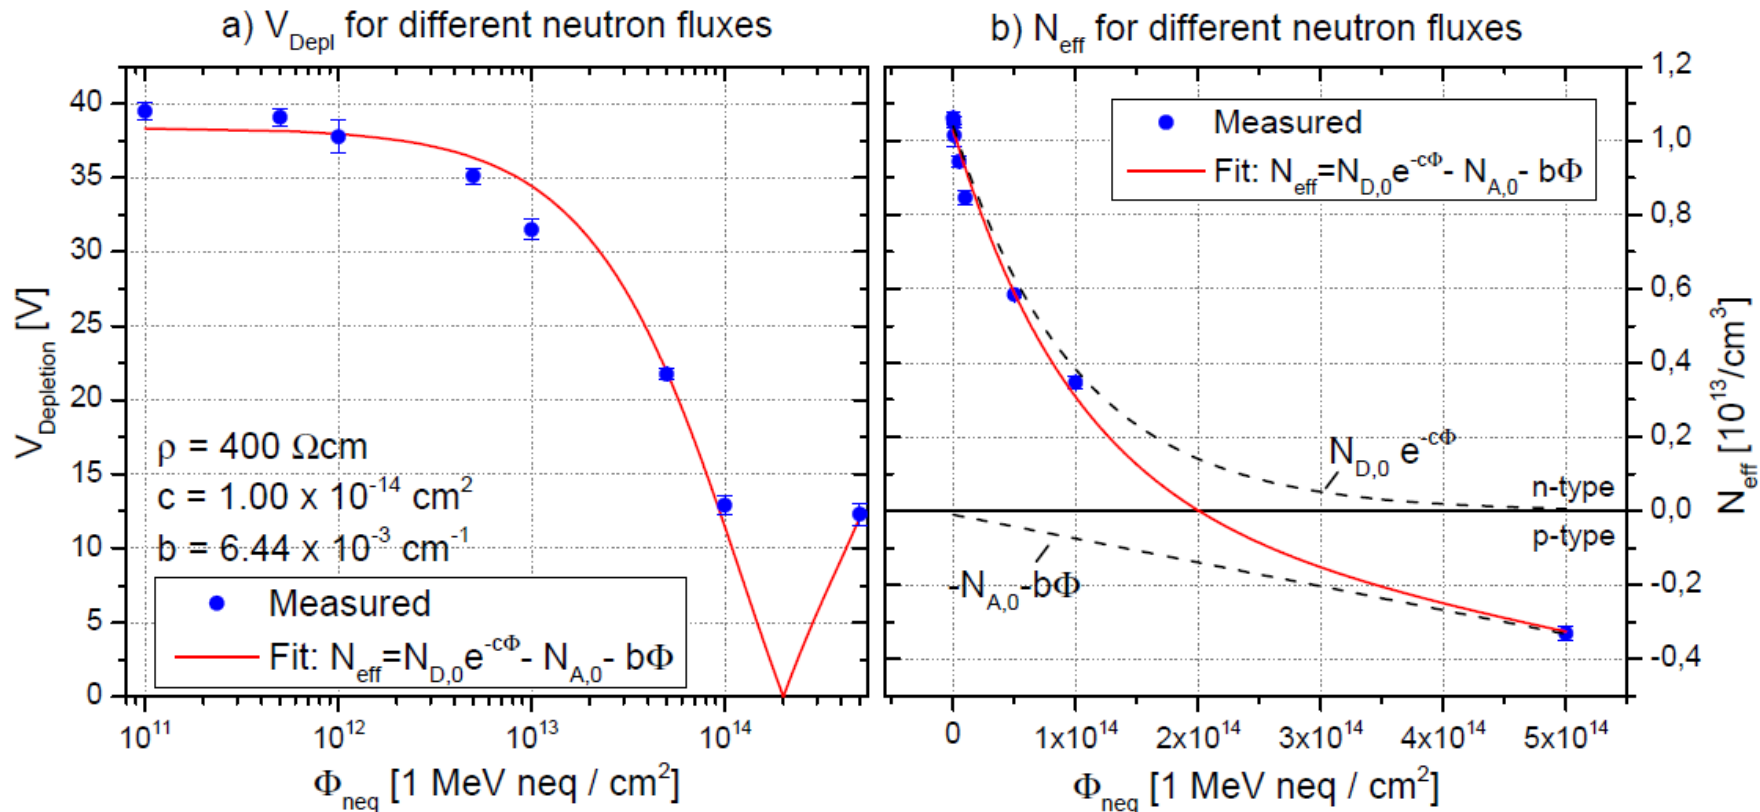 a) V_Depl for different neutron fluxes
40
35
30
25
20
15
10
5
0
V_Depletion [V]
ρ = 400 Ωcm
c = 1.00 x 10^-14 cm^2
b = 6.44 x 10^-3 cm^-1
Measured
Fit: N_eff=N_D,0 e^-cΦ - N_A,0 - bΦ
10^11
10^12
10^13
10^14
Φ_neq [1 MeV neq / cm^2]
b) N_eff for different neutron fluxes
Measured
Fit: N_eff=N_D,0 e^-cΦ - N_A,0 - bΦ
N_D,0 e^-cΦ
n-type
p-type
-N_A,0-bΦ
1,2
1,0
0,8
0,6
0,4
0,2
0,0
-0,2
-0,4
N_eff [10^13/cm^3]
0
1x10^14
2x10^14
3x10^14
4x10^14
5x10^14
Φ_neq [1 MeV neq / cm^2]